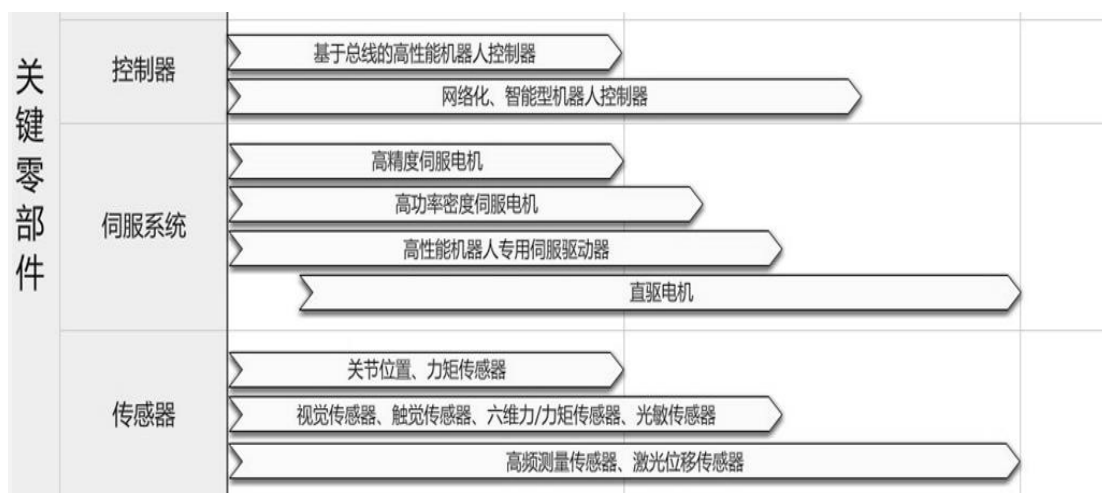 关键零部件
控制器
基于总线的高性能机器人控制器
网络化、智能型机器人控制器
伺服系统
高精度伺服电机
高功率密度伺服电机
高性能机器人专用伺服驱动器
直驱电机
传感器
关节位置、力矩传感器
视觉传感器、触觉传感器、六维力/力矩传感器、光敏传感器
高频测量传感器、激光位移传感器